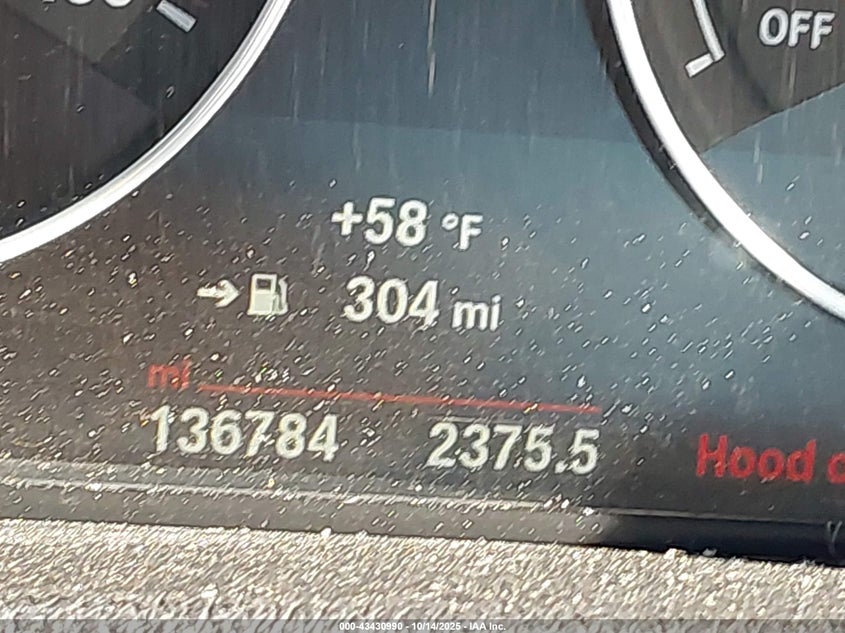 OFF
+58 °F
304 mi
mi
136784 2375.5
Hood
000-43430990 - 10/14/2025 - IAA Inc.